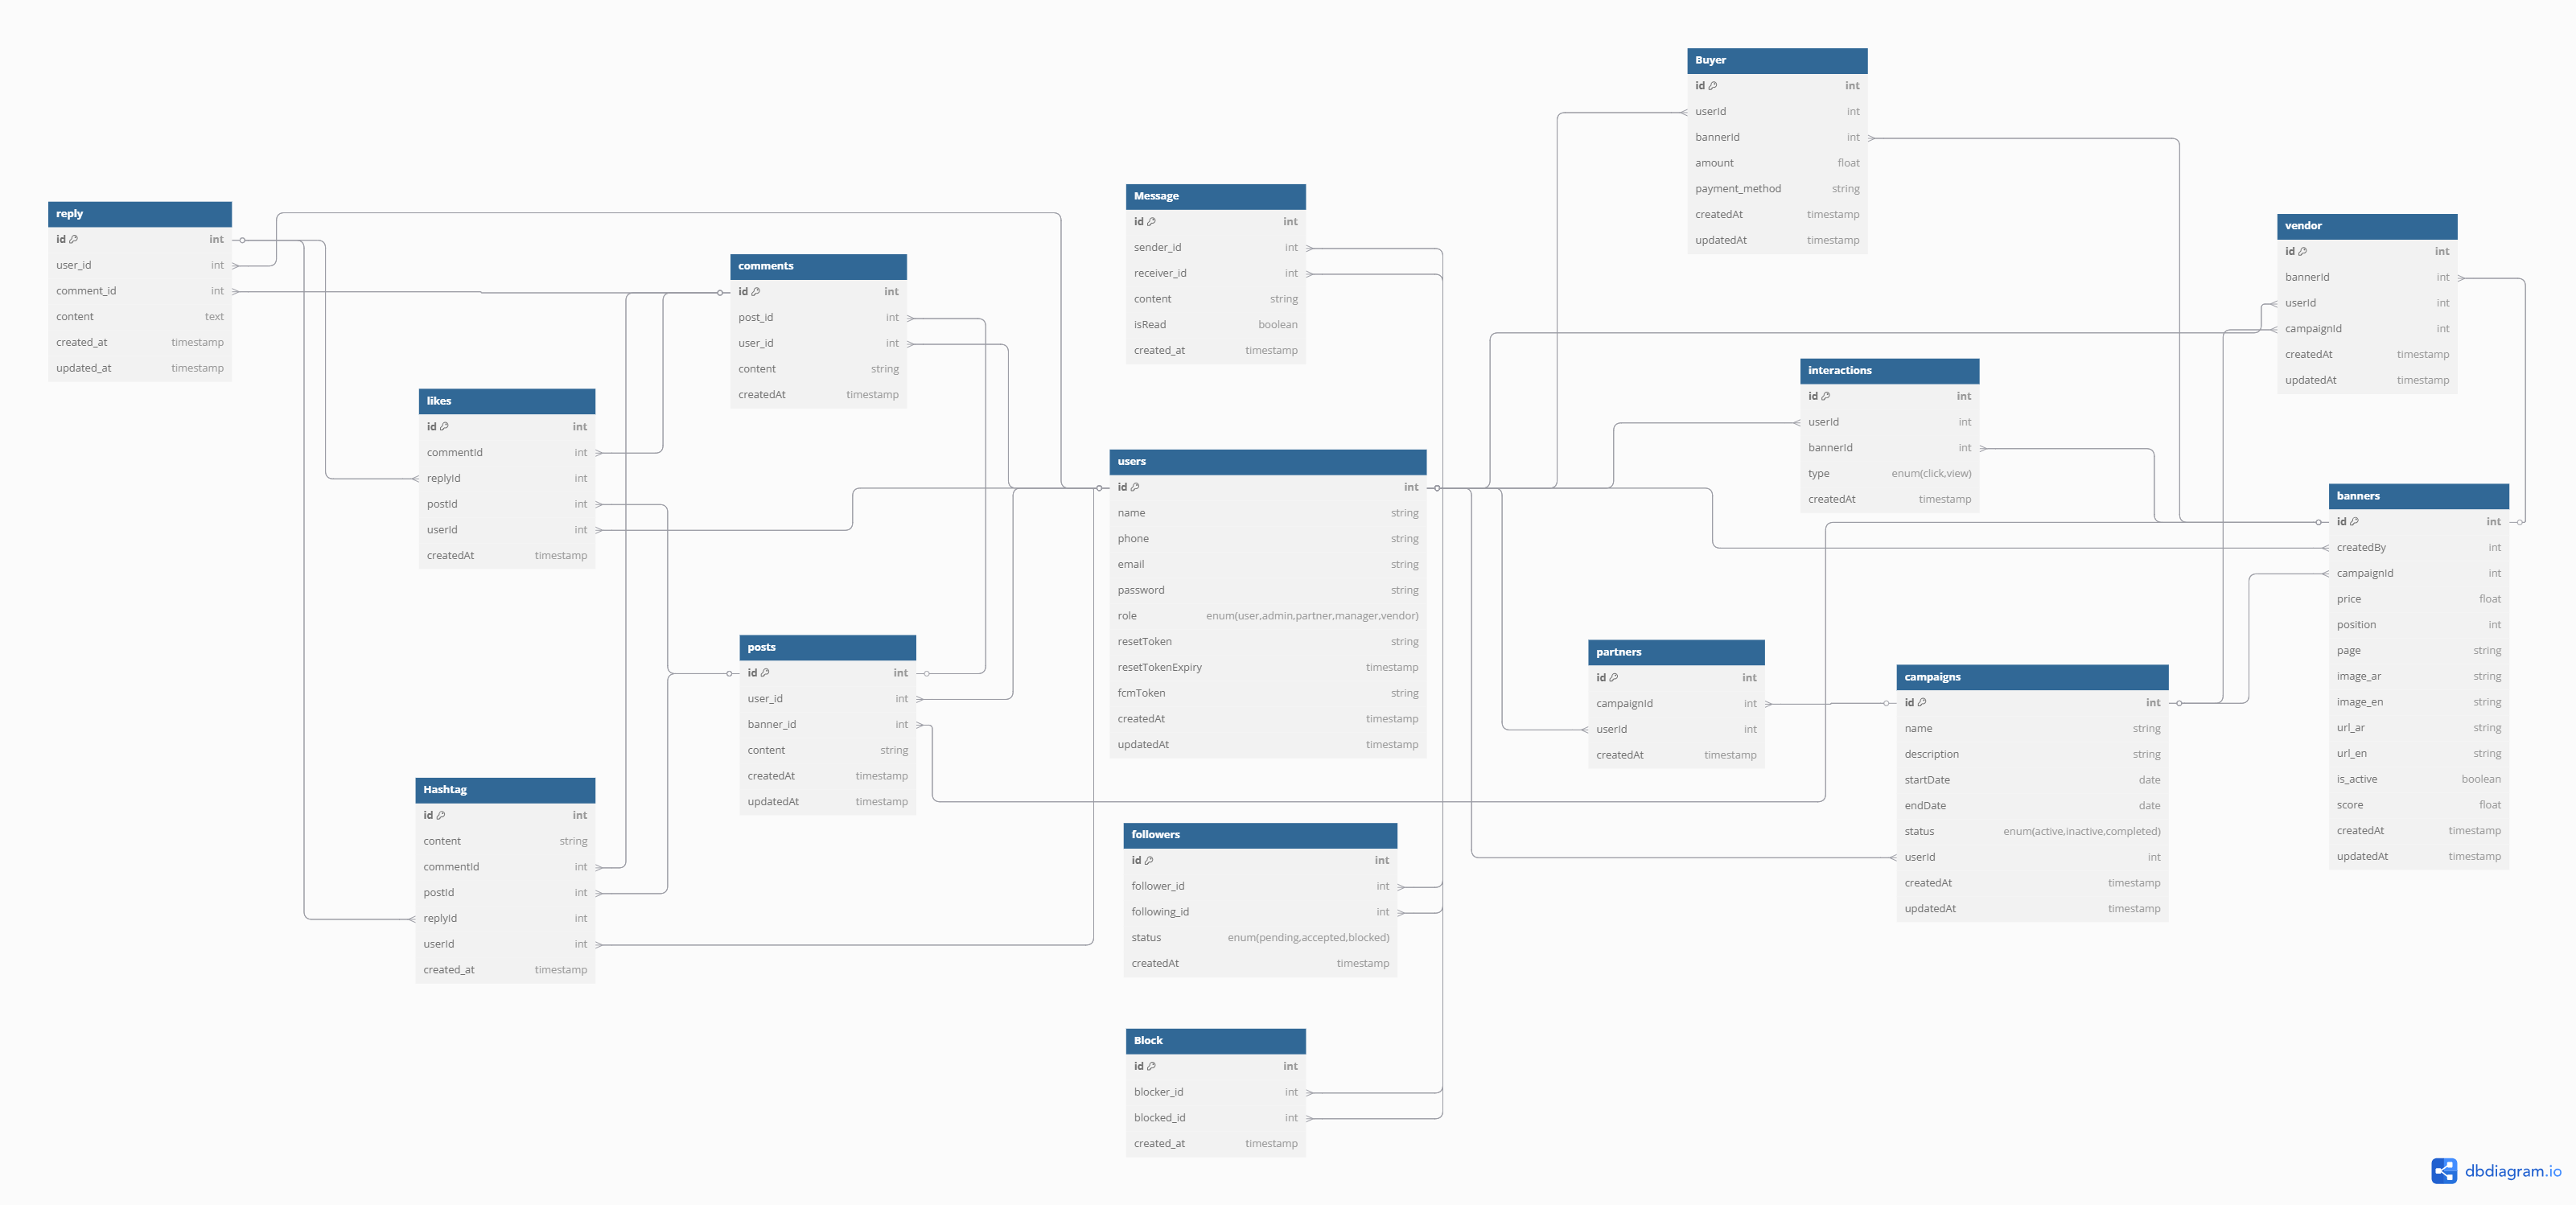 Buyer
id int
userId int
bannerId int
amount float
payment_method string
createdAt timestamp
updatedAt timestamp
Message
id int
sender_id int
receiver_id int
content string
isRead boolean
created_at timestamp
reply
id int
user_id int
comment_id int
content text
created_at timestamp
updated_at timestamp
vendor
id int
bannerId int
userId int
campaignId int
createdAt timestamp
updatedAt timestamp
comments
id int
post_id int
user_id int
content string
createdAt timestamp
interactions
id int
userId int
bannerId int
type enum(click,view)
createdAt timestamp
likes
id int
commentId int
replyId int
postId int
userId int
createdAt timestamp
users
id int
name string
phone string
email string
password string
role enum(user,admin,partner,manager,vendor)
resetToken string
resetTokenExpiry timestamp
fcmToken string
createdAt timestamp
updatedAt timestamp
banners
id int
createdBy int
campaignId int
price float
position int
page string
image_ar string
image_en string
url_ar string
url_en string
is_active boolean
score float
createdAt timestamp
updatedAt timestamp
posts
id int
user_id int
banner_id int
content string
createdAt timestamp
updatedAt timestamp
partners
id int
campaignId int
userId int
createdAt timestamp
campaigns
id int
name string
description string
startDate date
endDate date
status enum(active,inactive,completed)
userId int
createdAt timestamp
updatedAt timestamp
Hashtag
id int
content string
commentId int
postId int
replyId int
userId int
created_at timestamp
followers
id int
follower_id int
following_id int
status enum(pending,accepted,blocked)
createdAt timestamp
Block
id int
blocker_id int
blocked_id int
created_at timestamp
dbdiagram.io